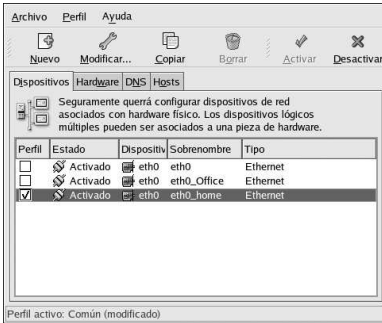 Archivo Perfil Ayuda
Nuevo Modificar... Copiar Borrar Activar Desactivar
Dispositivos Hardware DNS Hosts
Seguramente querrá configurar dispositivos de red
asociados con hardware físico. Los dispositivos lógicos
múltiples pueden ser asociados a una pieza de hardware.
Perfil Estado Dispositiv Sobrenombre Tipo
Activado eth0 eth0 Ethernet
Activado eth0 eth0_Office Ethernet
Activado eth0 eth0_home Ethernet
Perfil activo: Común (modificado)